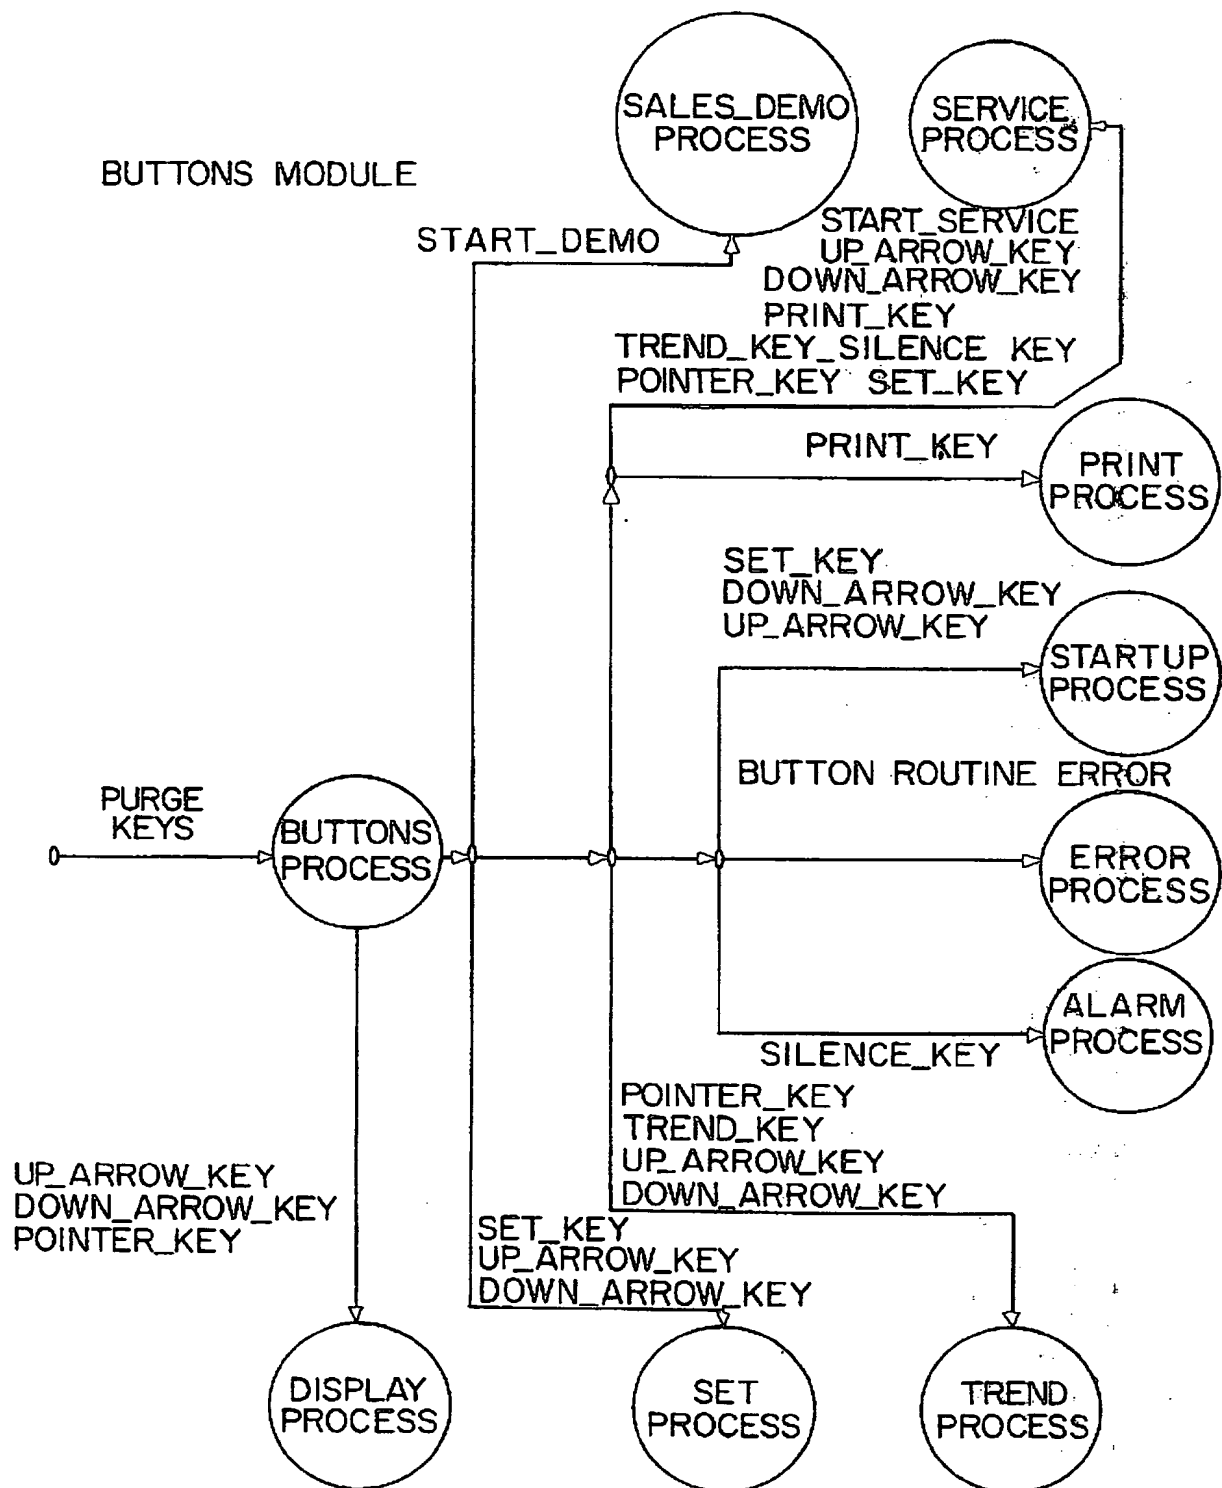 SALES_DEMO
PROCESS
SERVICE
PROCESS
BUTTONS MODULE
START_DEMO
START_SERVICE
UP_ARROW_KEY
DOWN_ARROW_KEY
PRINT_KEY
TREND_KEY_SILENCE KEY
POINTER_KEY SET_KEY
PRINT_KEY
PRINT
PROCESS
SET_KEY
DOWN_ARROW_KEY
UP_ARROW_KEY
STARTUP
PROCESS
BUTTON ROUTINE ERROR
PURGE
KEYS
BUTTONS
PROCESS
ERROR
PROCESS
ALARM
PROCESS
SILENCE_KEY
POINTER_KEY
TREND_KEY
UP_ARROW_KEY
DOWN_ARROW_KEY
UP_ARROW_KEY
DOWN_ARROW_KEY
POINTER_KEY
SET_KEY
UP_ARROW_KEY
DOWN_ARROW_KEY
DISPLAY
PROCESS
SET
PROCESS
TREND
PROCESS